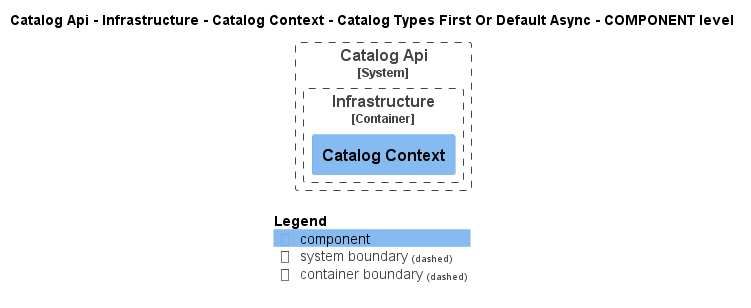 Catalog Api - Infrastructure - Catalog Context - Catalog Types First Or Default Async - COMPONENT level
Catalog Api
[System]
Infrastructure
[Container]
Catalog Context
Legend
component
system boundary (dashed)
container boundary (dashed)